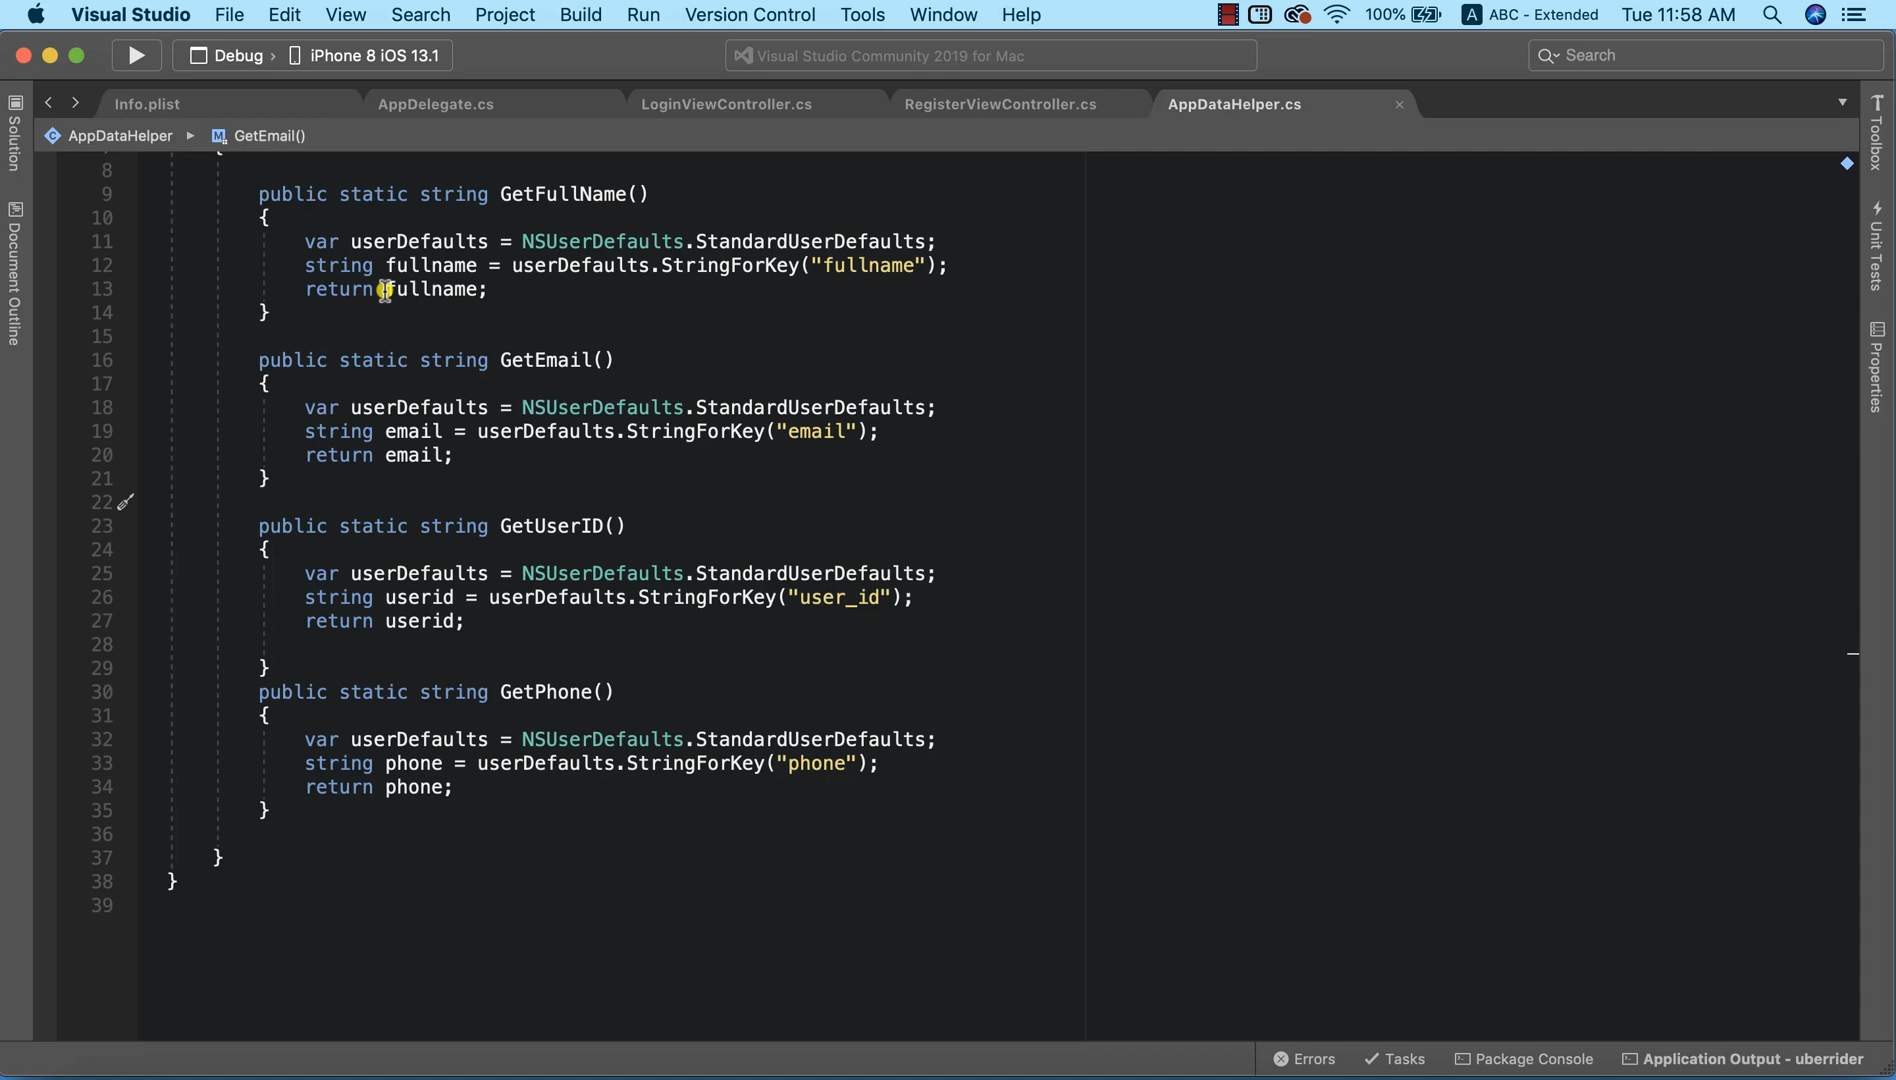 Visual Studio File Edit View Search Project Build Run Version Control Tools Window Help 100% A ABC - Extended Tue 11:58 AM
Debug › iPhone 8 iOS 13.1 Visual Studio Community 2019 for Mac Search
Info.plist AppDelegate.cs LoginViewController.cs RegisterViewController.cs AppDataHelper.cs
AppDataHelper GetEmail()
Solution
Document Outline
Toolbox
Unit Tests
Properties
{
8
9 public static string GetFullName()
10 {
11 var userDefaults = NSUserDefaults.StandardUserDefaults;
12 string fullname = userDefaults.StringForKey("fullname");
13 return fullname;
14 }
15
16 public static string GetEmail()
17 {
18 var userDefaults = NSUserDefaults.StandardUserDefaults;
19 string email = userDefaults.StringForKey("email");
20 return email;
21 }
22
23 public static string GetUserID()
24 {
25 var userDefaults = NSUserDefaults.StandardUserDefaults;
26 string userid = userDefaults.StringForKey("user_id");
27 return userid;
28
29 }
30 public static string GetPhone()
31 {
32 var userDefaults = NSUserDefaults.StandardUserDefaults;
33 string phone = userDefaults.StringForKey("phone");
34 return phone;
35 }
36
37 }
38 }
39
Errors Tasks Package Console Application Output - uberrider